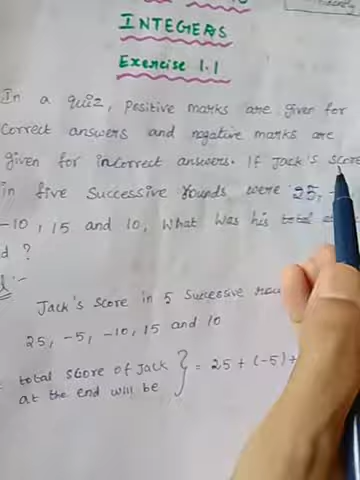 INTEGERS
Exercise 1.1
In a quiz, positive marks are given for
correct answers and negative marks are
given for incorrect answers. If Jack's score
in five successive rounds were 25,
-10, 15 and 10, What was his total
d ?
Jack's score in 5 successive
25, -5, -10, 15 and 10
total score of Jack } = 25 + (-5) +
at the end will be